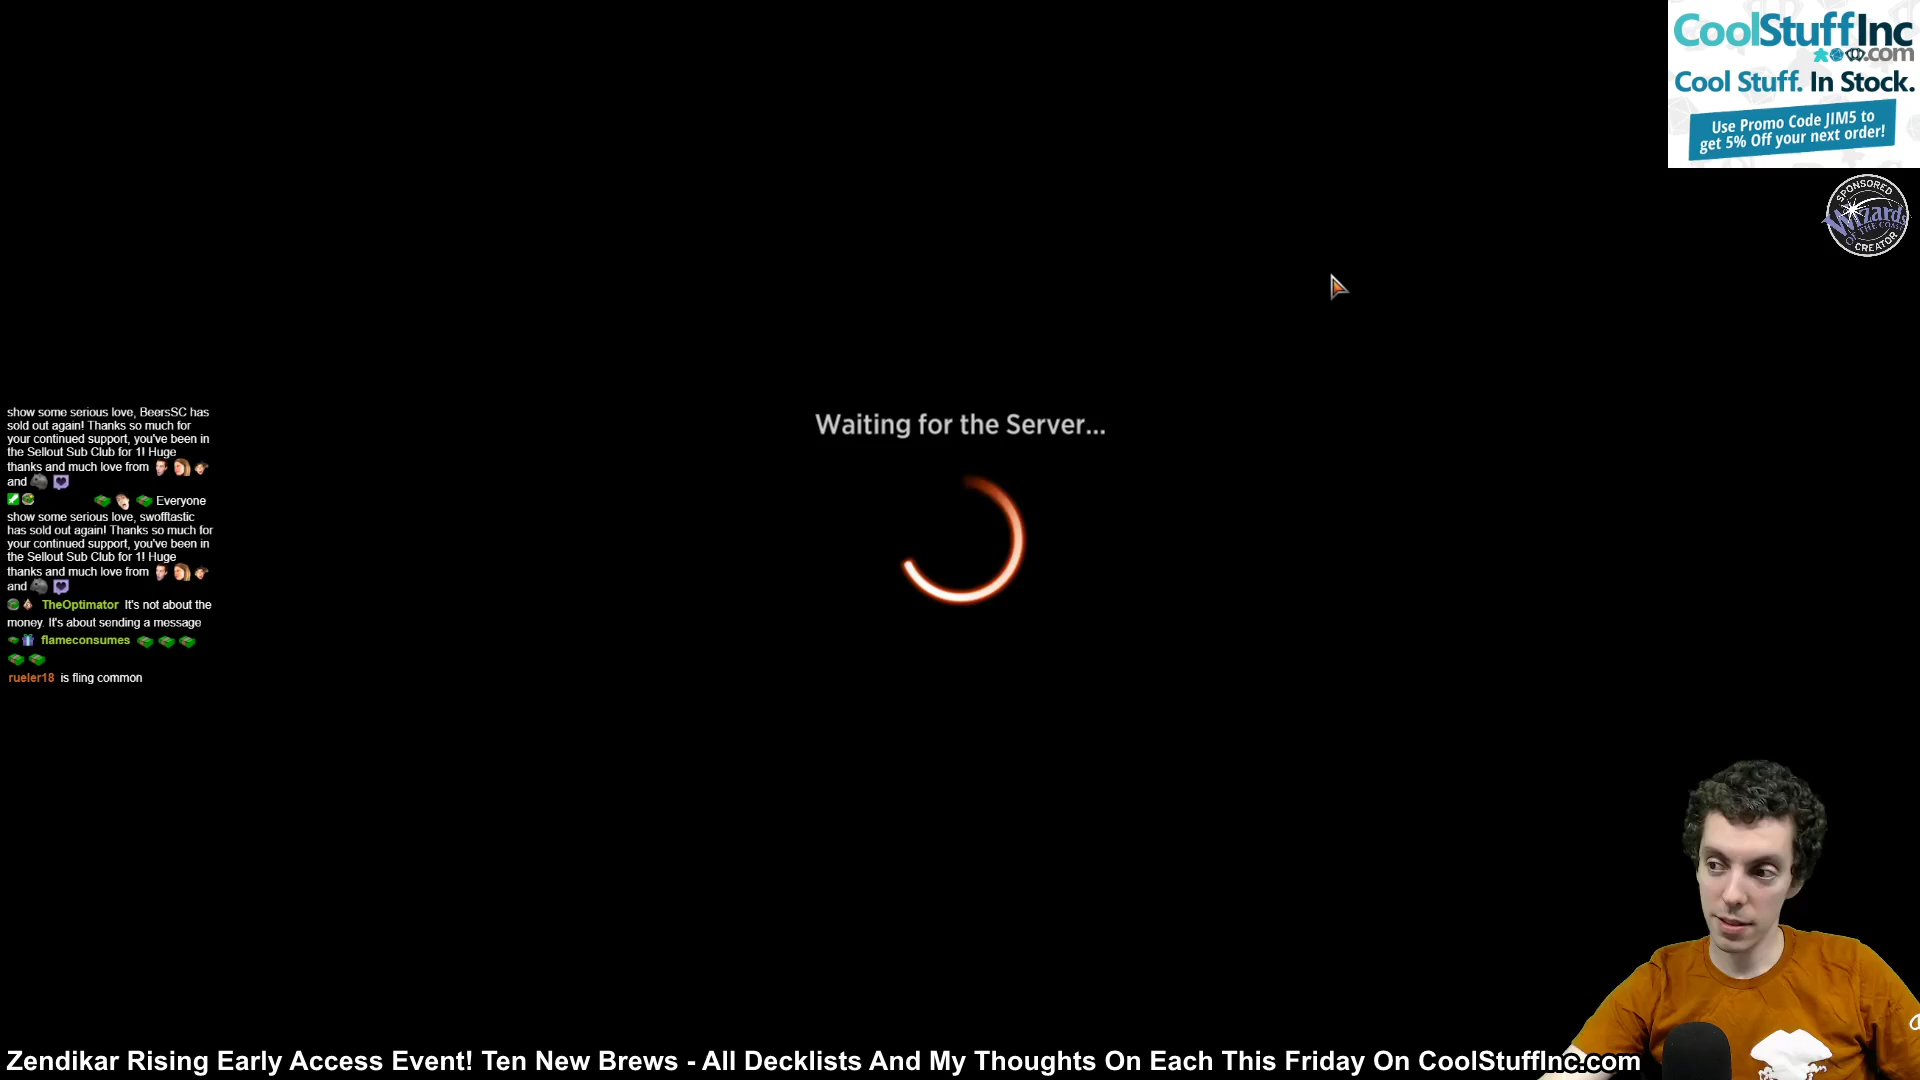 CoolStuffInc
.com
Cool Stuff. In Stock.
Use Promo Code JIM5 to
get 5% Off your next order!
SPONSORED
Wizards
OF THE COAST
CREATOR
Waiting for the Server...
show some serious love, BeersSC has
sold out again! Thanks so much for
your continued support, you've been in
the Sellout Sub Club for 1! Huge
thanks and much love from
and
Everyone
show some serious love, swofftastic
has sold out again! Thanks so much for
your continued support, you've been in
the Sellout Sub Club for 1! Huge
thanks and much love from
and
TheOptimator It's not about the
money. It's about sending a message
flameconsumes
rueler18 is fling common
Zendikar Rising Early Access Event! Ten New Brews - All Decklists And My Thoughts On Each This Friday On CoolStuffInc.com